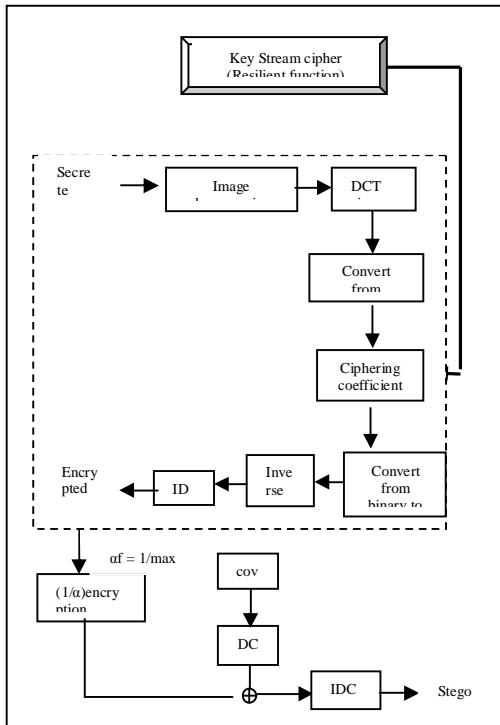 Key Stream cipher
(Resilient function)
Secre
te
Image
DCT
Convert
from
Ciphering
coefficient
Convert
from
binary to
Inve
rse
ID
Encry
pted
αf = 1/max
(1/α)encry
ption
cov
DC
IDC
Stego